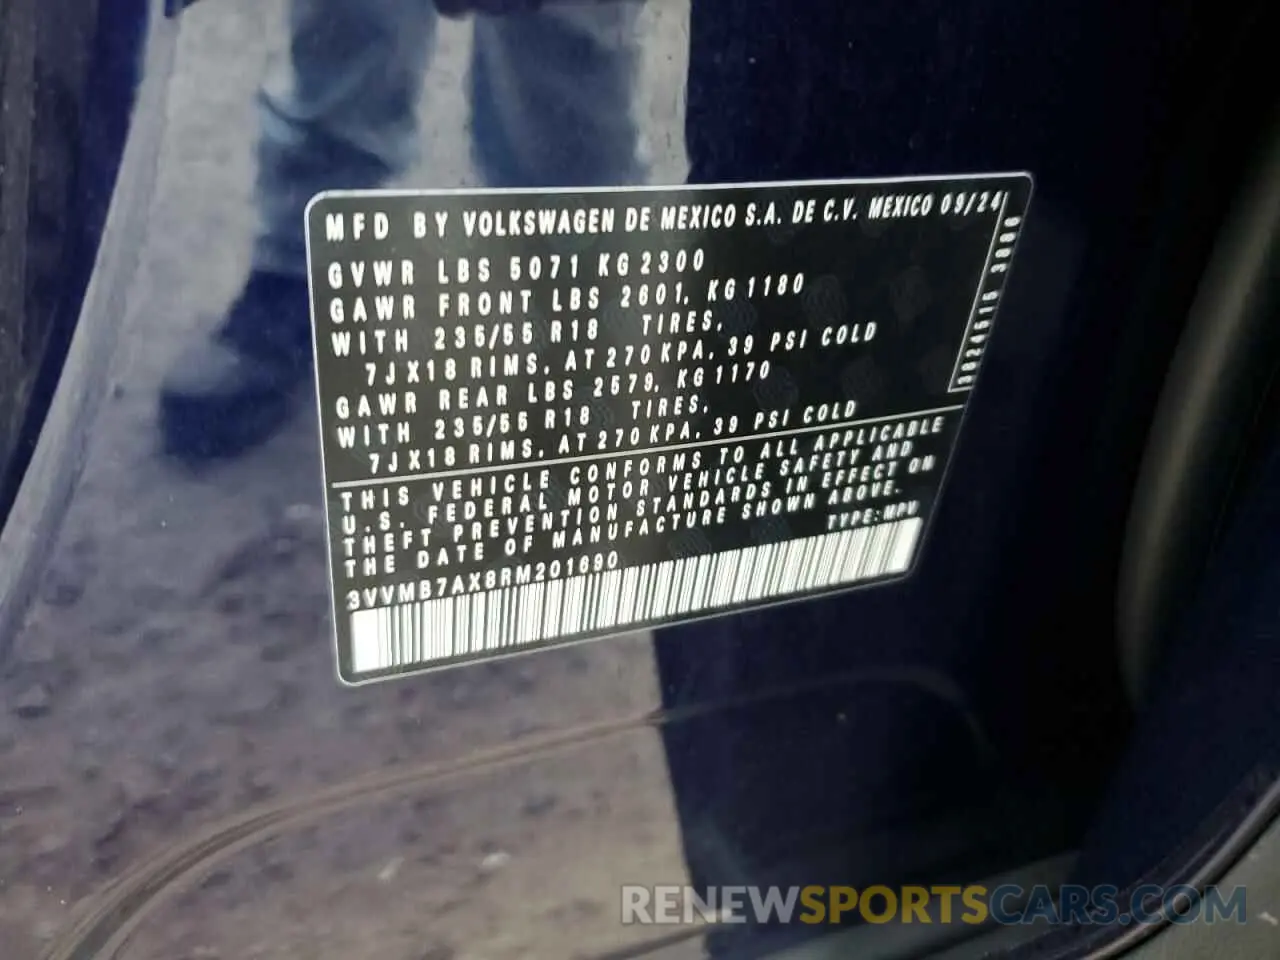 MFD BY VOLKSWAGEN DE MEXICO S.A. DE C.V. MEXICO 09/24
GVWR LBS 5071 KG 2300
GAWR FRONT LBS 2601, KG 1180
WITH 235/55 R18 TIRES,
7JX18 RIMS, AT 270 KPA, 39 PSI COLD
GAWR REAR LBS 2579, KG 1170
WITH 235/55 R18 TIRES,
7JX18 RIMS, AT 270 KPA, 39 PSI COLD
THIS VEHICLE CONFORMS TO ALL APPLICABLE
U.S. FEDERAL MOTOR VEHICLE SAFETY AND
THEFT PREVENTION STANDARDS IN EFFECT ON
THE DATE OF MANUFACTURE SHOWN ABOVE.
TYPE: MPV
3VVMB7AX8RM201690
RENEWSPORTSCARS.COM